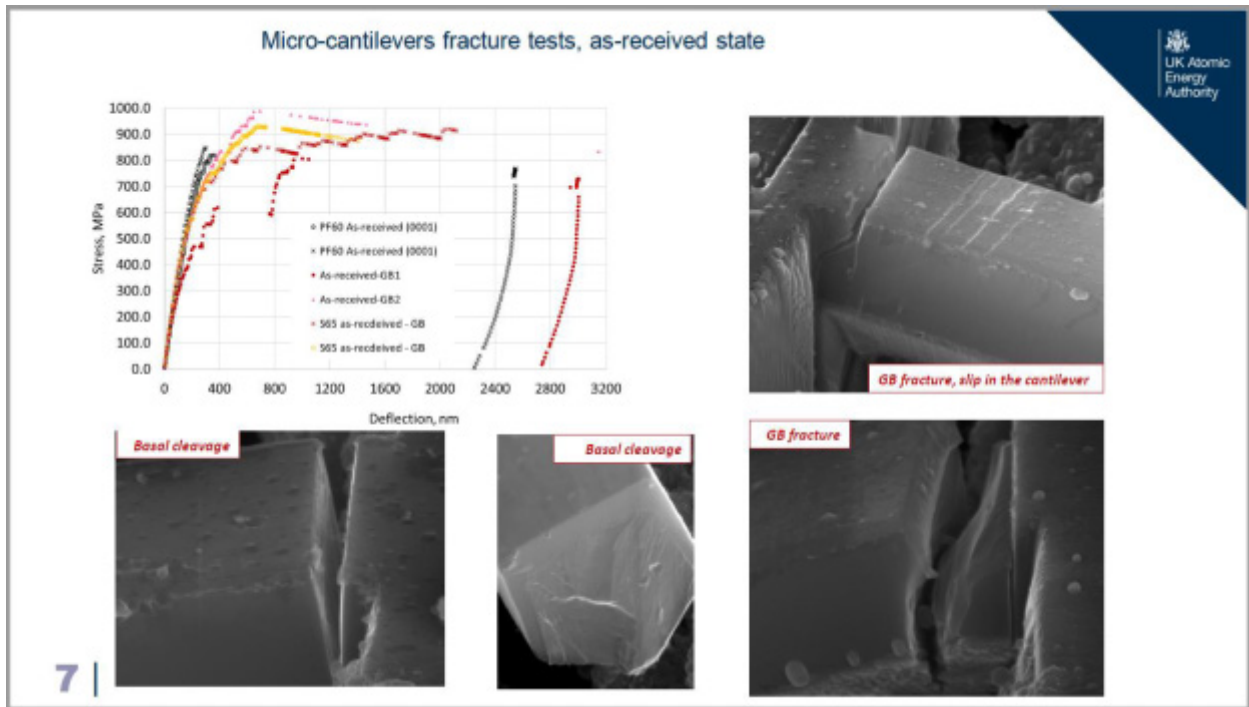 Micro-cantilevers fracture tests, as-received state
UK Atomic
Energy
Authority
1000.0
900.0
800.0
700.0
600.0
500.0
400.0
300.0
200.0
100.0
0.0
Stress, MPa
PF60 As-received (0001)
PF60 As received (0001)
As-received-GB1
As-received-GB2
S65 as-recdeived - GB
S65 as-recdeived - GB
0 400 800 1200 1600 2000 2400 2800 3200
Deflection, nm
GB fracture, slip in the cantilever
Basal cleavage
Basal cleavage
GB fracture
7